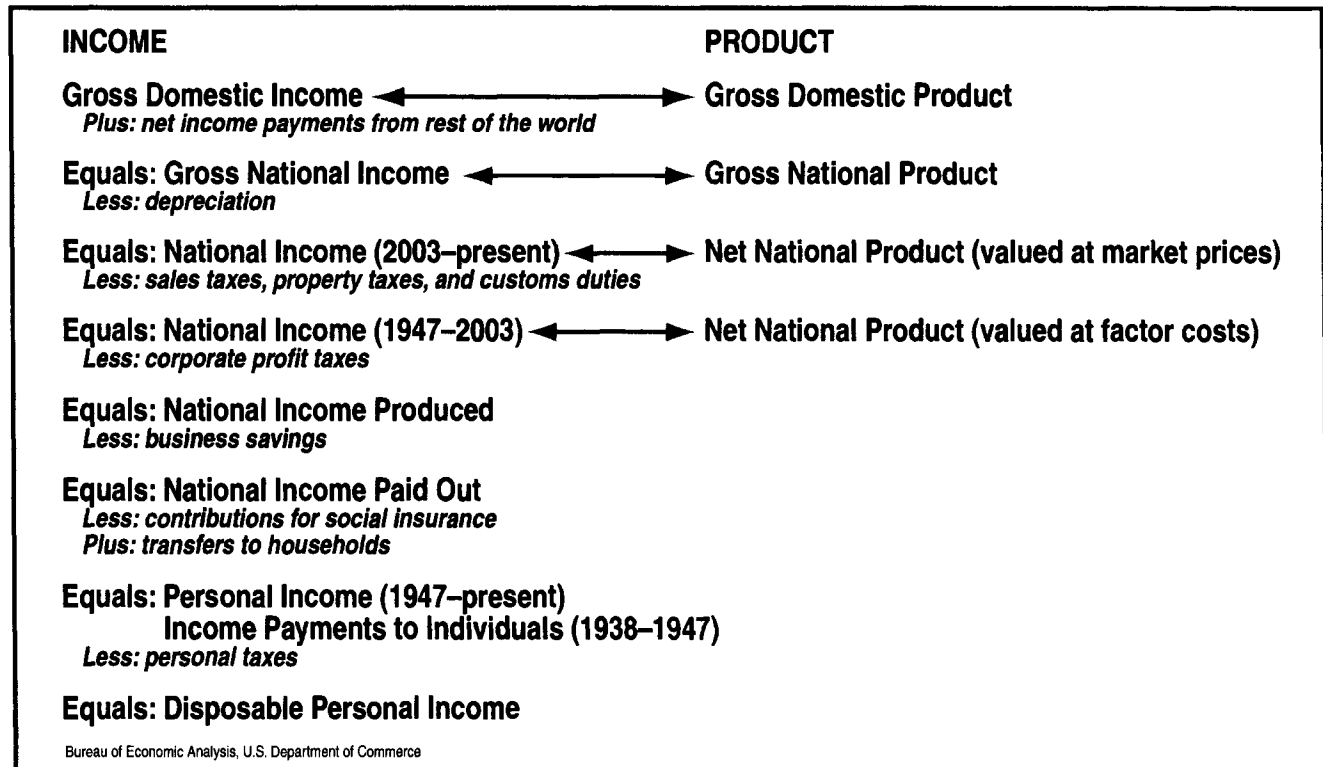 INCOME PRODUCT
Gross Domestic Income Gross Domestic Product
Plus: net income payments from rest of the world
Equals: Gross National Income Gross National Product
Less: depreciation
Equals: National Income (2003–present) Net National Product (valued at market prices)
Less: sales taxes, property taxes, and customs duties
Equals: National Income (1947–2003) Net National Product (valued at factor costs)
Less: corporate profit taxes
Equals: National Income Produced
Less: business savings
Equals: National Income Paid Out
Less: contributions for social insurance
Plus: transfers to households
Equals: Personal Income (1947–present)
Income Payments to Individuals (1938–1947)
Less: personal taxes
Equals: Disposable Personal Income
Bureau of Economic Analysis, U.S. Department of Commerce